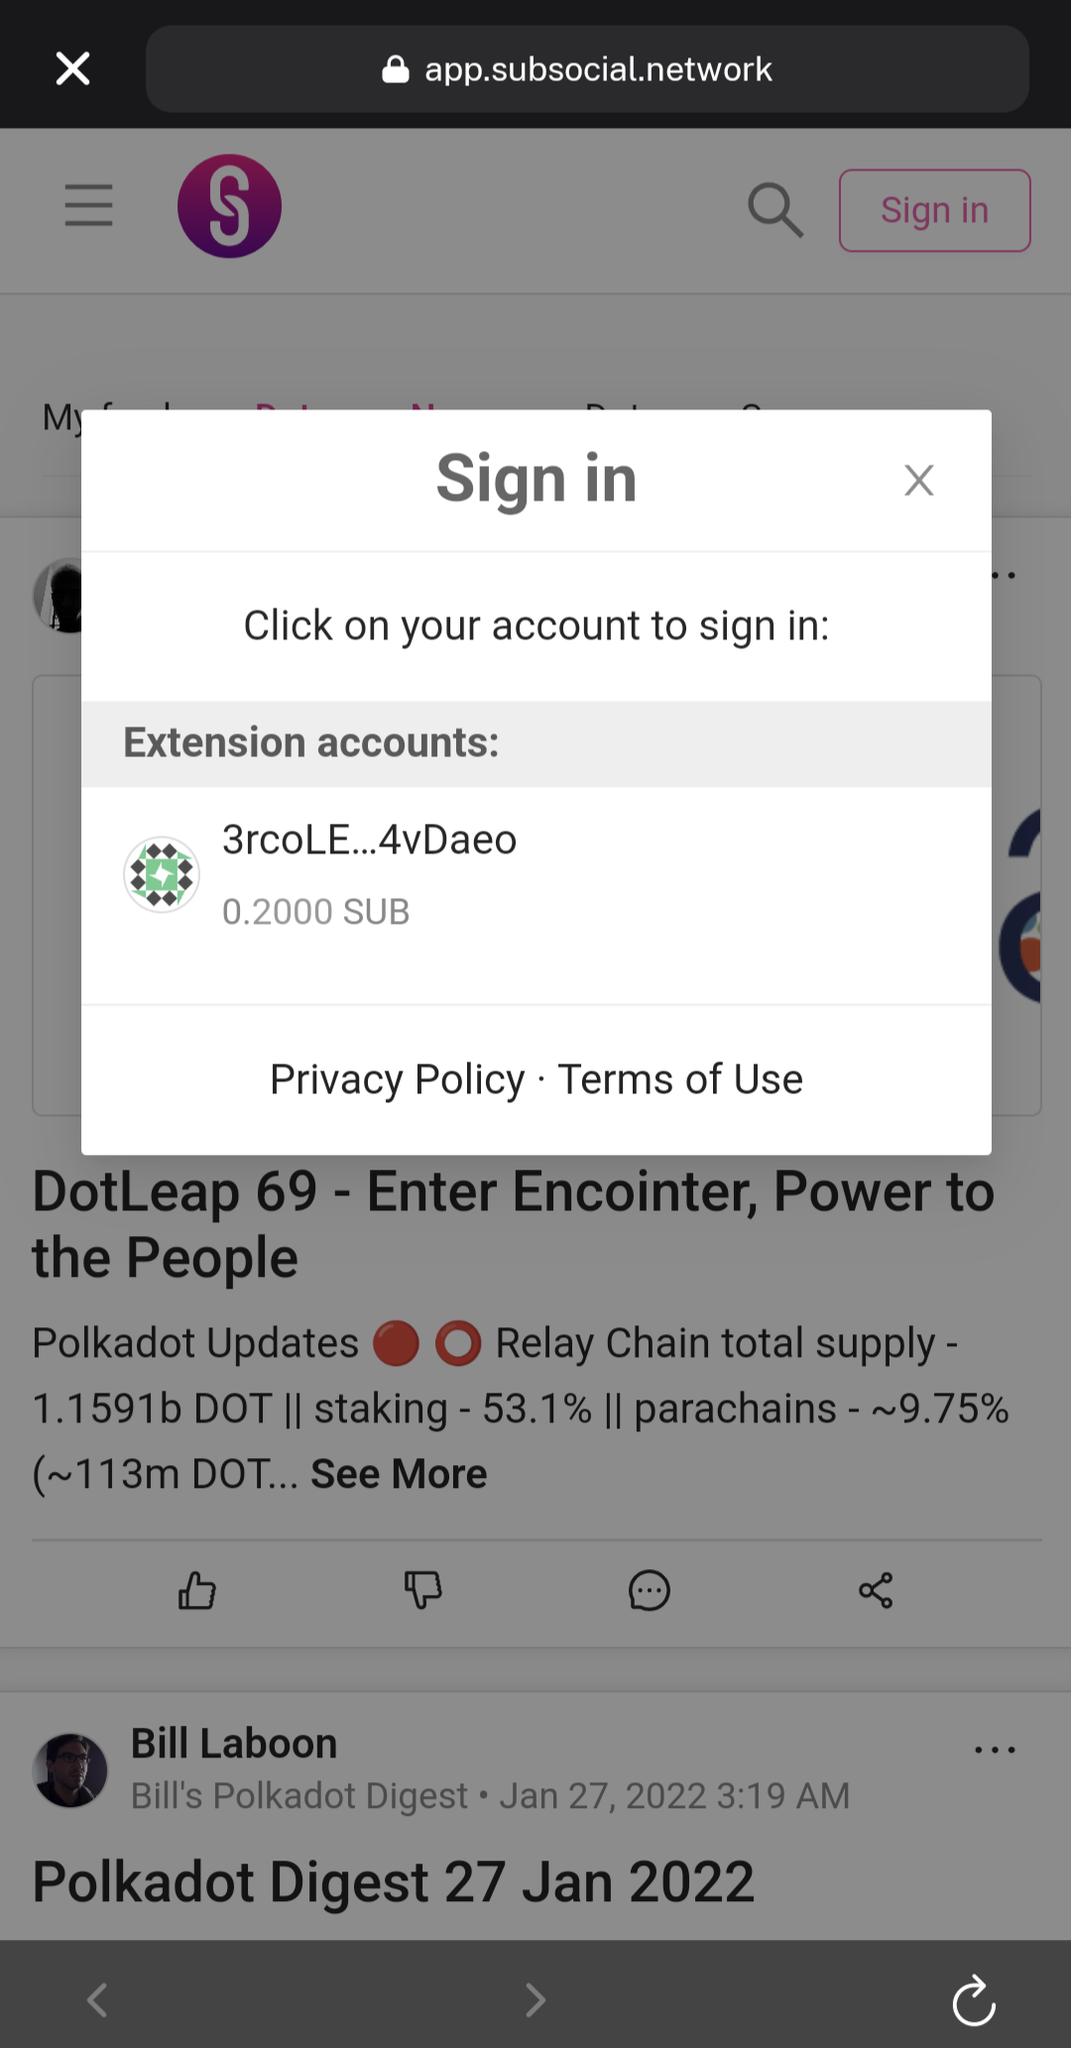 app.subsocial.network
Sign in
My
Sign in
X
Click on your account to sign in:
Extension accounts:
3rcoLE...4vDaeo
0.2000 SUB
Privacy Policy · Terms of Use
DotLeap 69 - Enter Encointer, Power to
the People
Polkadot Updates 🔴 ⭕ Relay Chain total supply -
1.1591b DOT || staking - 53.1% || parachains - ~9.75%
(~113m DOT... See More
Bill Laboon
Bill's Polkadot Digest • Jan 27, 2022 3:19 AM
Polkadot Digest 27 Jan 2022